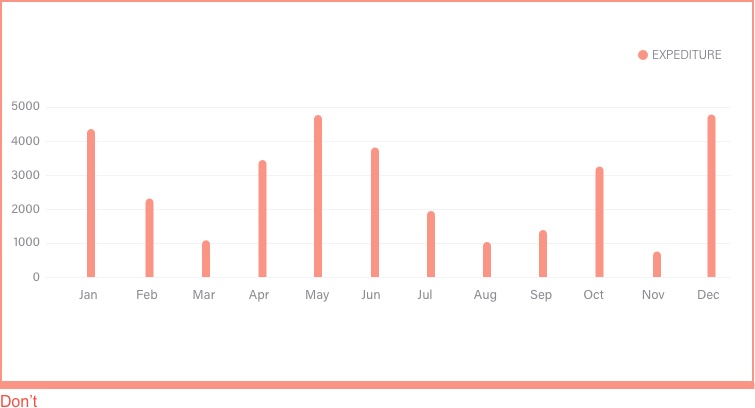 EXPEDITURE
5000
4000
3000
2000
1000
0
Jan Feb Mar Apr May Jun Jul Aug Sep Oct Nov Dec
Don't